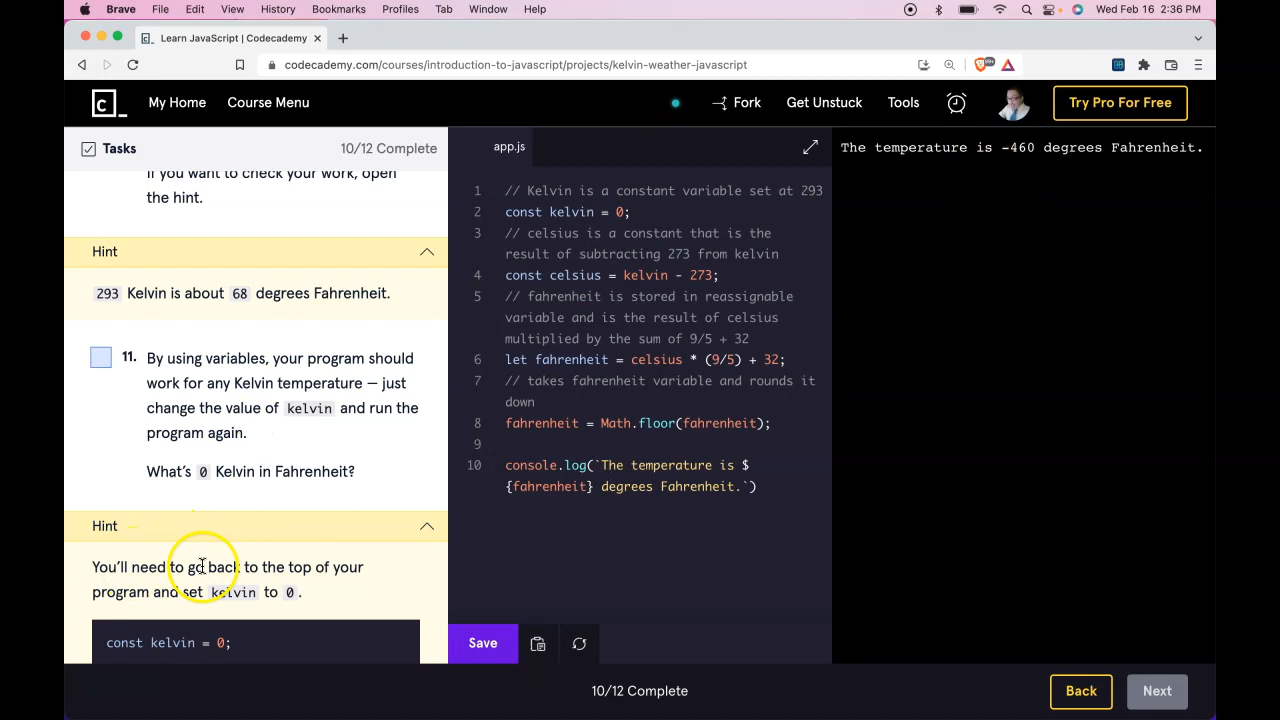 Brave File Edit View History Bookmarks Profiles Tab Window Help Wed Feb 16 2:36 PM
Learn JavaScript | Codecademy
codecademy.com/courses/introduction-to-javascript/projects/kelvin-weather-javascript
99+
c_ My Home Course Menu Fork Get Unstuck Tools Try Pro For Free
Tasks 10/12 Complete
If you want to check your work, open
the hint.
Hint
293 Kelvin is about 68 degrees Fahrenheit.
11. By using variables, your program should
work for any Kelvin temperature — just
change the value of kelvin and run the
program again.
What's 0 Kelvin in Fahrenheit?
Hint
You'll need to go back to the top of your
program and set kelvin to 0.
const kelvin = 0;
app.js
1 // Kelvin is a constant variable set at 293
2 const kelvin = 0;
3 // celsius is a constant that is the
result of subtracting 273 from kelvin
4 const celsius = kelvin - 273;
5 // fahrenheit is stored in reassignable
variable and is the result of celsius
multiplied by the sum of 9/5 + 32
6 let fahrenheit = celsius * (9/5) + 32;
7 // takes fahrenheit variable and rounds it
down
8 fahrenheit = Math.floor(fahrenheit);
9
10 console.log(`The temperature is $
{fahrenheit} degrees Fahrenheit.`)
Save
The temperature is -460 degrees Fahrenheit.
10/12 Complete
Back
Next